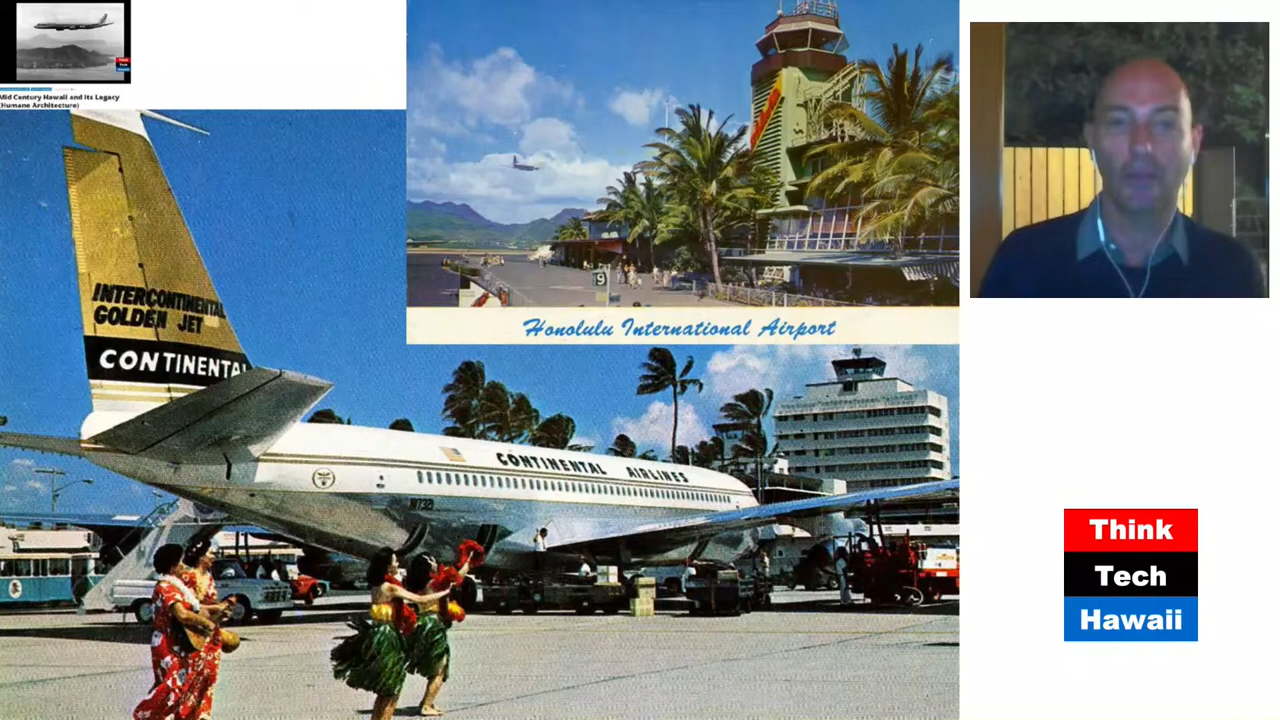 Mid Century Hawaii and Its Legacy
(Humane Architecture)
Honolulu International Airport
9
INTERCONTINENTAL
GOLDEN JET
CONTINENTAL
CONTINENTAL AIRLINES
Think
Tech
Hawaii